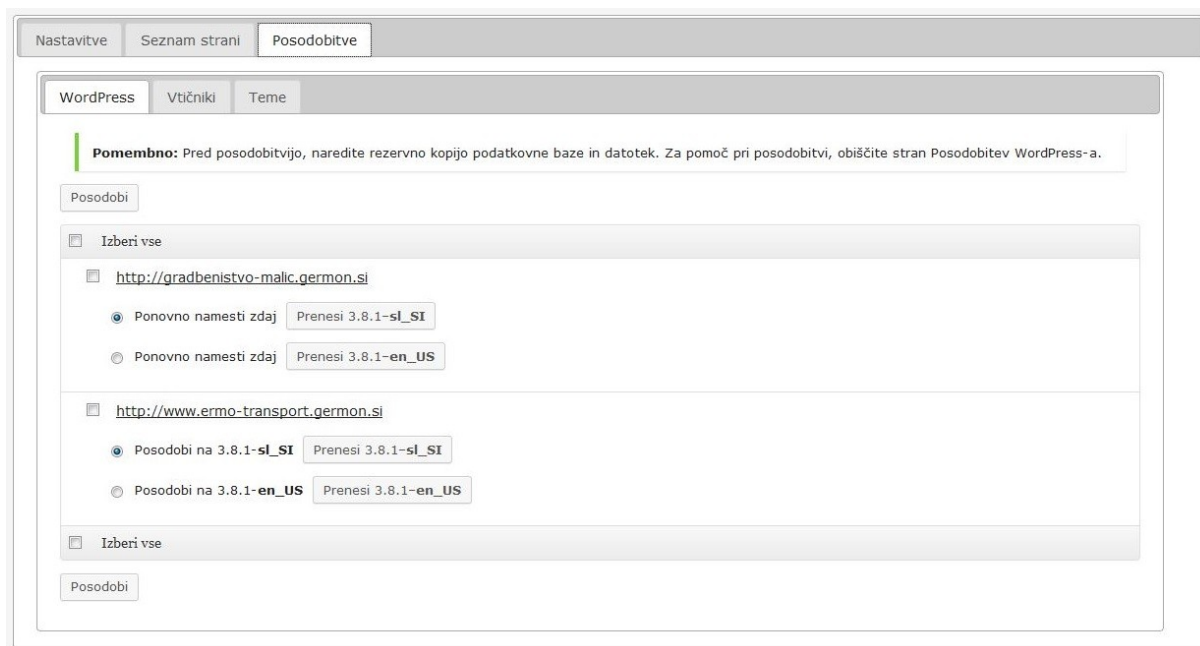 Nastavitve Seznam strani Posodobitve
WordPress Vtičniki Teme
Pomembno: Pred posodobitvijo, naredite rezervno kopijo podatkovne baze in datotek. Za pomoč pri posodobitvi, obiščite stran Posodobitev WordPress-a.
Posodobi
Izberi vse
http://gradbenistvo-malic.germon.si
Ponovno namesti zdaj Prenesi 3.8.1–sl_SI
Ponovno namesti zdaj Prenesi 3.8.1–en_US
http://www.ermo-transport.germon.si
Posodobi na 3.8.1-sl_SI Prenesi 3.8.1–sl_SI
Posodobi na 3.8.1-en_US Prenesi 3.8.1–en_US
Izberi vse
Posodobi